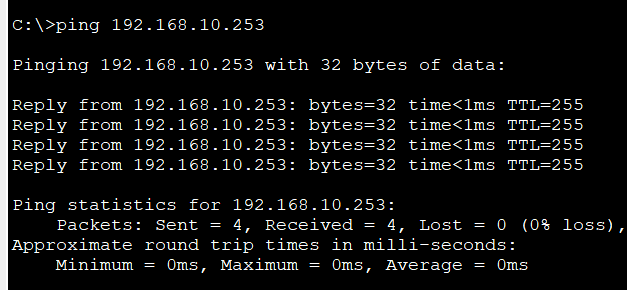 C:\>ping 192.168.10.253
Pinging 192.168.10.253 with 32 bytes of data:
Reply from 192.168.10.253: bytes=32 time<1ms TTL=255
Reply from 192.168.10.253: bytes=32 time<1ms TTL=255
Reply from 192.168.10.253: bytes=32 time<1ms TTL=255
Reply from 192.168.10.253: bytes=32 time<1ms TTL=255
Ping statistics for 192.168.10.253:
    Packets: Sent = 4, Received = 4, Lost = 0 (0% loss),
Approximate round trip times in milli-seconds:
    Minimum = 0ms, Maximum = 0ms, Average = 0ms